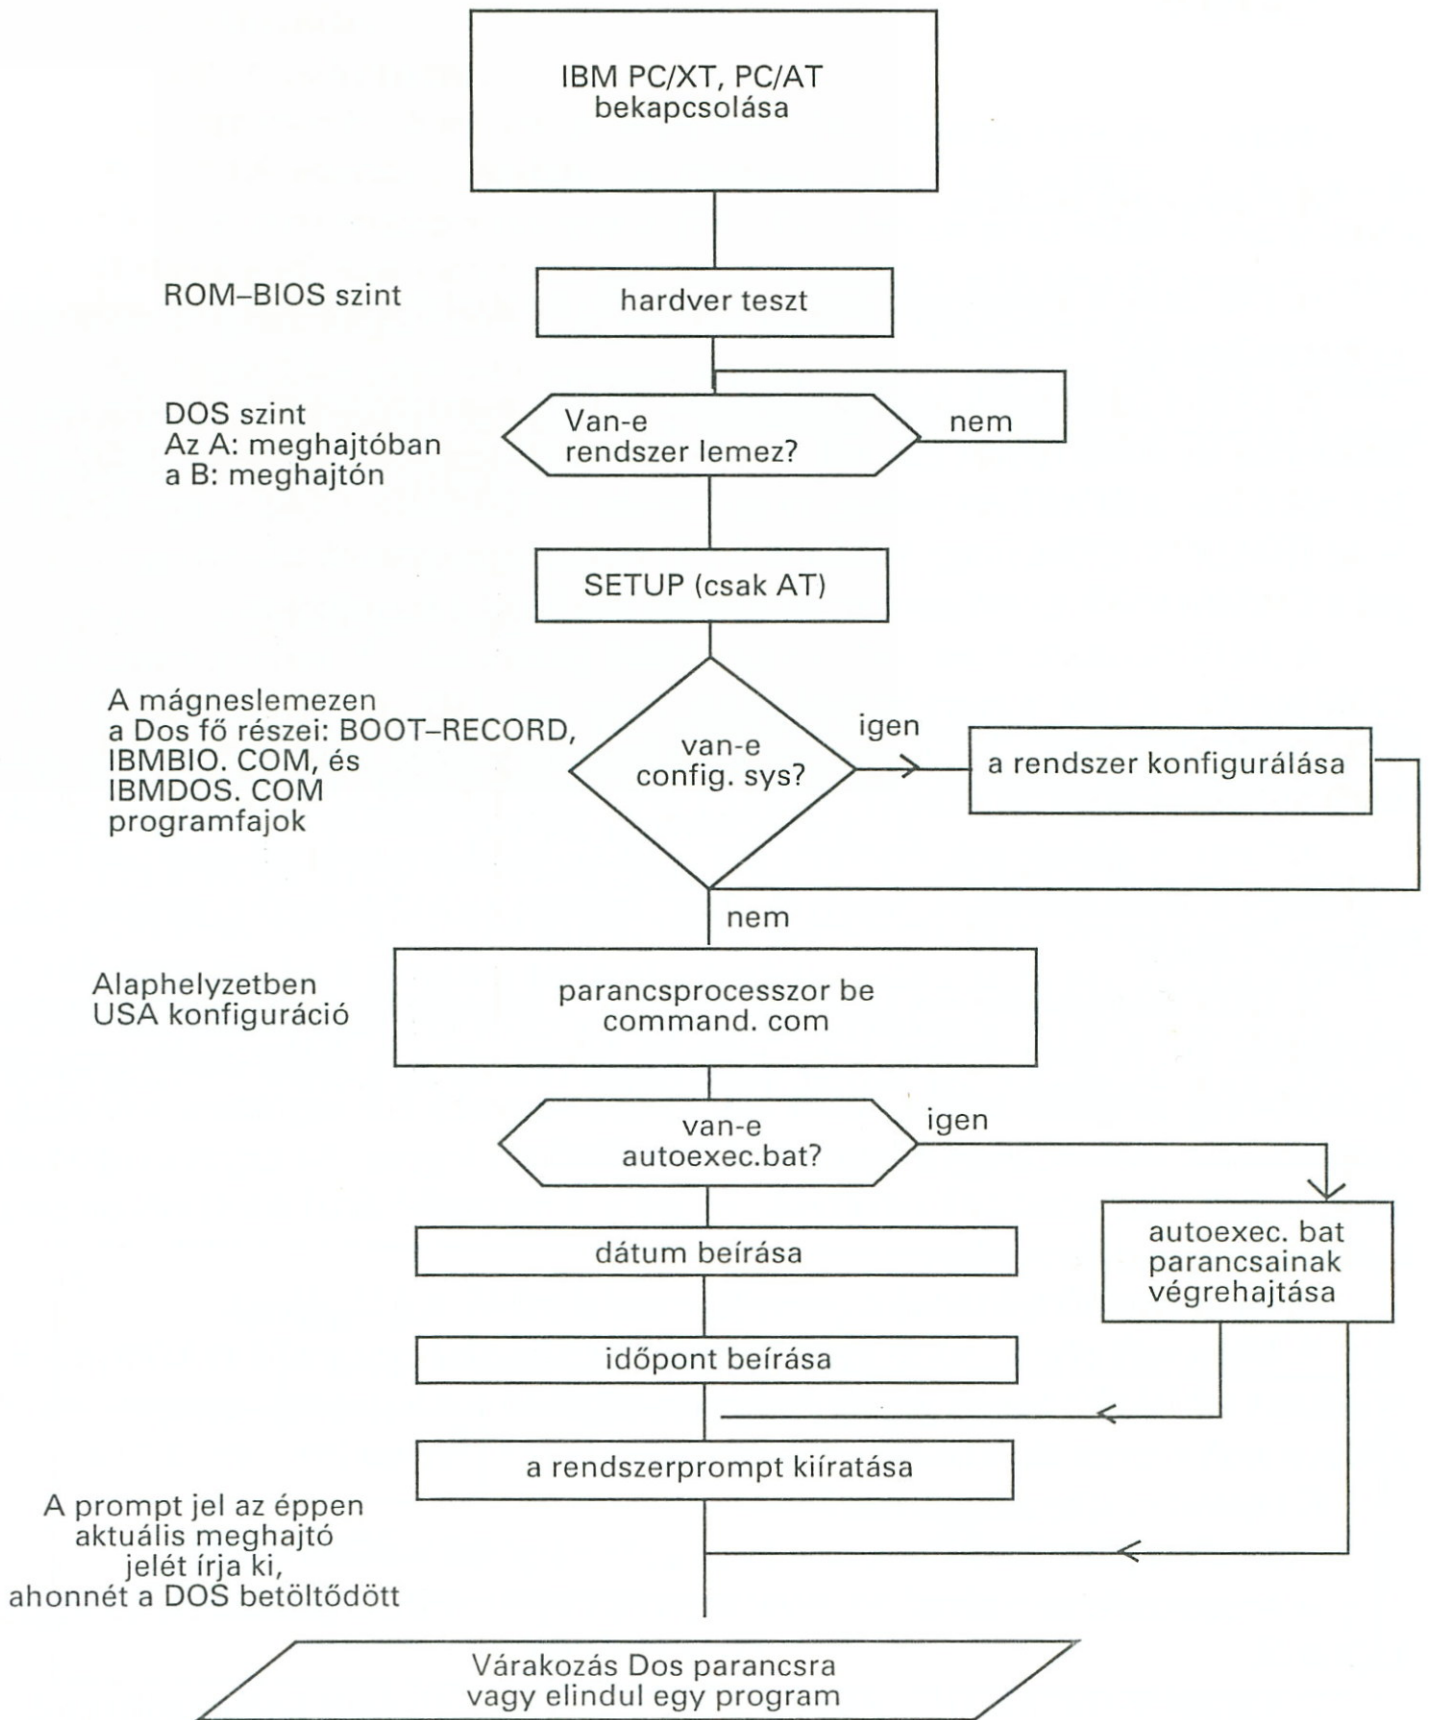 IBM PC/XT, PC/AT
bekapcsolása
ROM–BIOS szint
hardver teszt
DOS szint
Az A: meghajtóban
a B: meghajtón
Van-e
rendszer lemez?
nem
SETUP (csak AT)
A mágneslemezen
a Dos fő részei: BOOT–RECORD,
IBMBIO. COM, és
IBMDOS. COM
programfajok
van-e
config. sys?
igen
a rendszer konfigurálása
nem
Alaphelyzetben
USA konfiguráció
parancsprocesszor be
command. com
van-e
autoexec.bat?
igen
dátum beírása
autoexec. bat
parancsainak
végrehajtása
időpont beírása
a rendszerprompt kiíratása
A prompt jel az éppen
aktuális meghajtó
jelét írja ki,
ahonnét a DOS betöltődött
Várakozás Dos parancsra
vagy elindul egy program